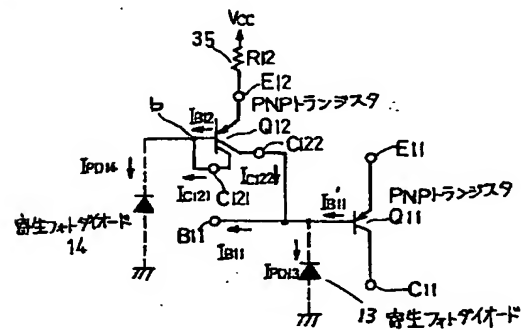 Vcc
35
R12
E12
PNPトランジスタ
b
IB12
Q12
C122
E11
IPD14
IC121
C121
IC122
I'B11
PNPトランジスタ
Q11
寄生フォトダイオード
14
B11
IB11
IPD13
C11
13 寄生フォトダイオード